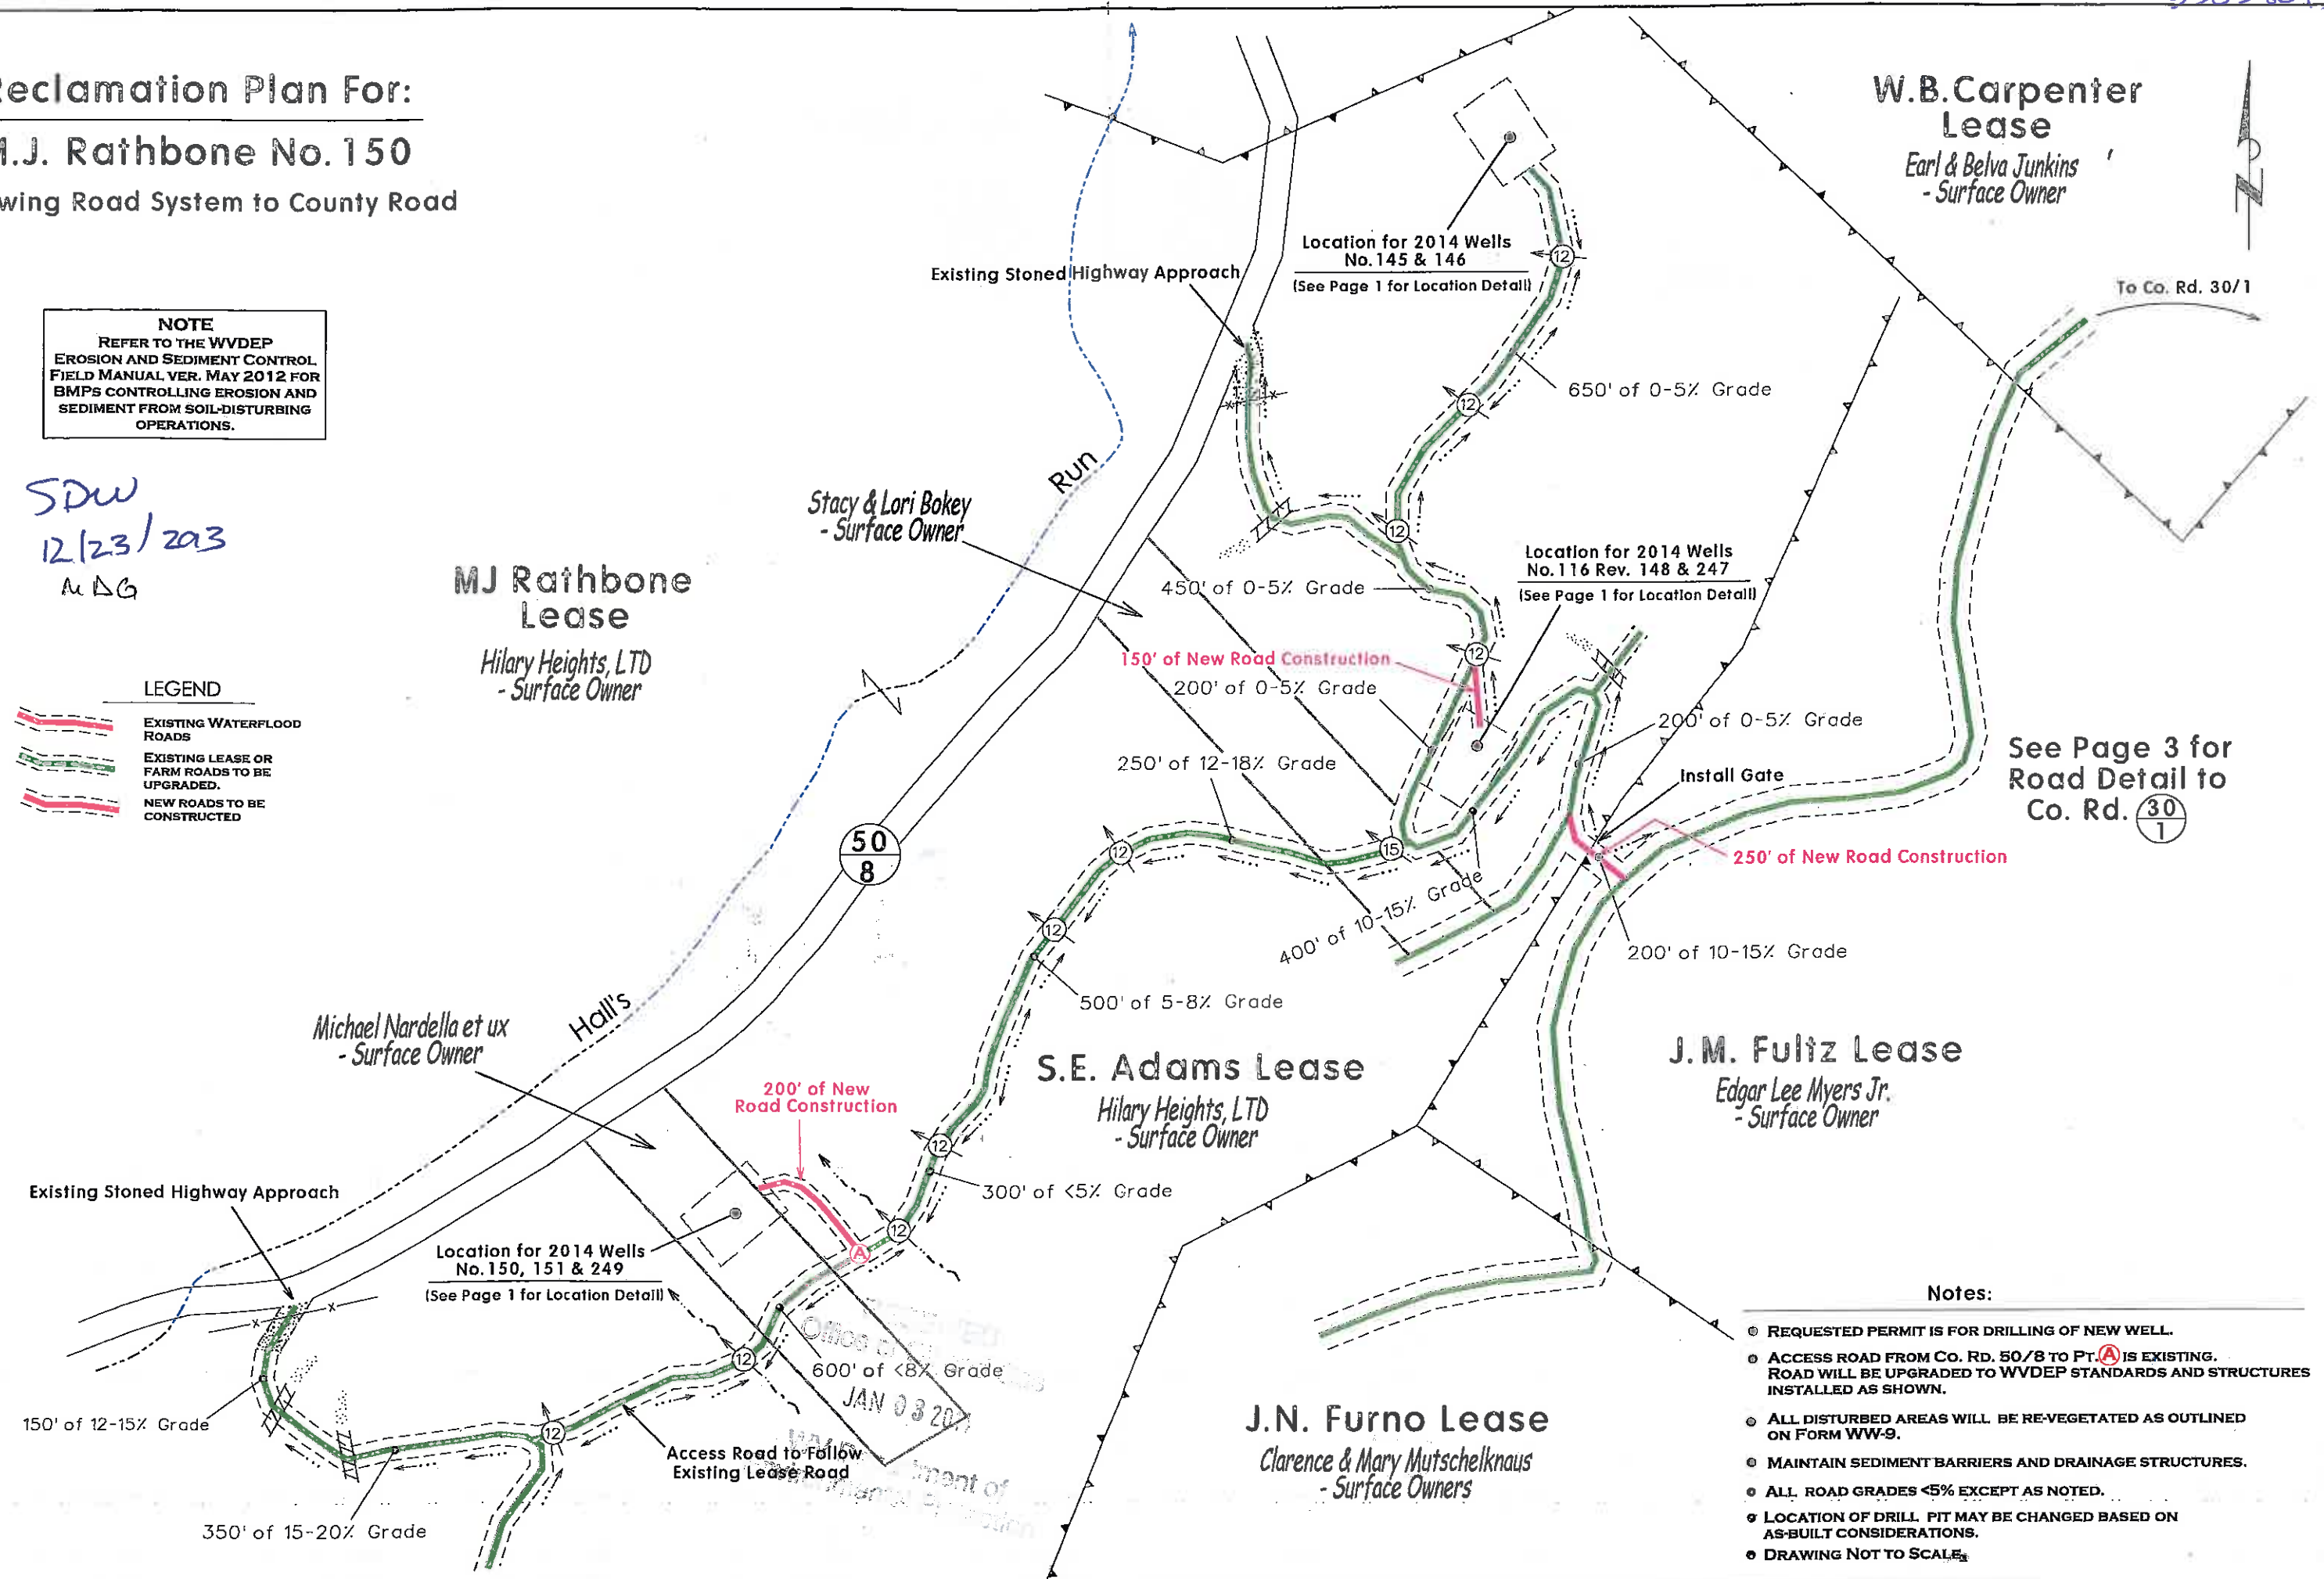 Reclamation Plan For:
M.J. Rathbone No. 150
wing Road System to County Road
NOTE
REFER TO THE WVDEP
EROSION AND SEDIMENT CONTROL
FIELD MANUAL VER. MAY 2012 FOR
BMPS CONTROLLING EROSION AND
SEDIMENT FROM SOIL-DISTURBING
OPERATIONS.
SDW
12/23/2013
MDG
MJ Rathbone
Lease
Hilary Heights, LTD
- Surface Owner
LEGEND
EXISTING WATERFLOOD
ROADS
EXISTING LEASE OR
FARM ROADS TO BE
UPGRADED.
NEW ROADS TO BE
CONSTRUCTED
W.B.Carpenter
Lease
Earl & Belva Junkins
- Surface Owner
N
To Co. Rd. 30/1
Location for 2014 Wells
No. 145 & 146
(See Page 1 for Location Detail)
Existing Stoned Highway Approach
12
650' of 0-5% Grade
12
Run
Stacy & Lori Bokey
- Surface Owner
12
Location for 2014 Wells
No. 116 Rev. 148 & 247
(See Page 1 for Location Detail)
450' of 0-5% Grade
12
150' of New Road Construction
200' of 0-5% Grade
200' of 0-5% Grade
250' of 12-18% Grade
Install Gate
See Page 3 for
Road Detail to
Co. Rd. 30
1
50
8
12
15
250' of New Road Construction
400' of 10-15% Grade
12
200' of 10-15% Grade
500' of 5-8% Grade
Hall's
Michael Nardella et ux
- Surface Owner
S.E. Adams Lease
Hilary Heights, LTD
- Surface Owner
J.M. Fultz Lease
Edgar Lee Myers Jr.
- Surface Owner
200' of New
Road Construction
12
300' of <5% Grade
Existing Stoned Highway Approach
12
A
Location for 2014 Wells
No. 150, 151 & 249
(See Page 1 for Location Detail)
Office
12
600' of <8% Grade
JAN 03 20
150' of 12-15% Grade
12
Access Road to Follow
Existing Lease Road
350' of 15-20% Grade
J.N. Furno Lease
Clarence & Mary Mutschelknaus
- Surface Owners
Notes:
REQUESTED PERMIT IS FOR DRILLING OF NEW WELL.
ACCESS ROAD FROM CO. RD. 50/8 TO PT. A IS EXISTING.
ROAD WILL BE UPGRADED TO WVDEP STANDARDS AND STRUCTURES
INSTALLED AS SHOWN.
ALL DISTURBED AREAS WILL BE RE-VEGETATED AS OUTLINED
ON FORM WW-9.
MAINTAIN SEDIMENT BARRIERS AND DRAINAGE STRUCTURES.
ALL ROAD GRADES <5% EXCEPT AS NOTED.
LOCATION OF DRILL PIT MAY BE CHANGED BASED ON
AS-BUILT CONSIDERATIONS.
DRAWING NOT TO SCALE.